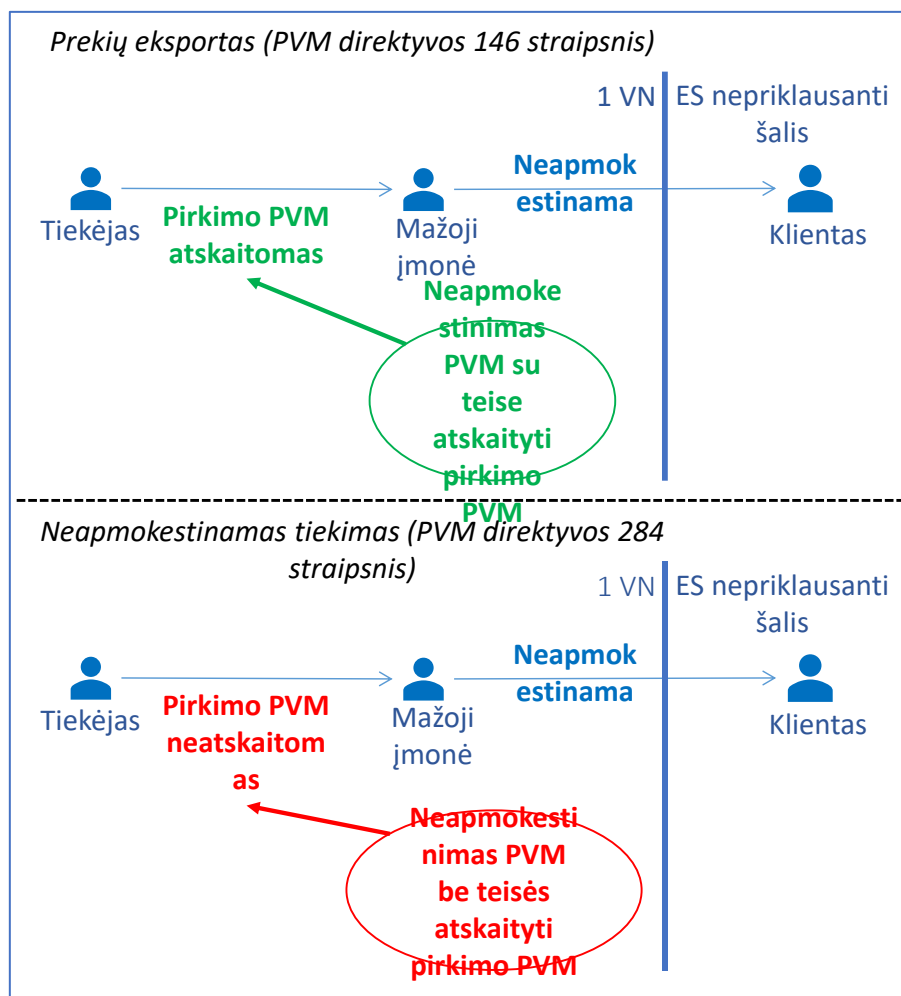 Prekių eksportas (PVM direktyvos 146 straipsnis)
1 VN
ES nepriklausanti
šalis
Neapmok
estinama
Tiekėjas
Pirkimo PVM
atskaitomas
Mažoji
įmonė
Klientas
Neapmoke
stinimas
PVM su
teise
atskaityti
pirkimo
PVM
Neapmokestinamas tiekimas (PVM direktyvos 284
straipsnis)
1 VN
ES nepriklausanti
šalis
Neapmok
estinama
Tiekėjas
Pirkimo PVM
neatskaitom
as
Mažoji
įmonė
Klientas
Neapmokesti
nimas PVM
be teisės
atskaityti
pirkimo PVM